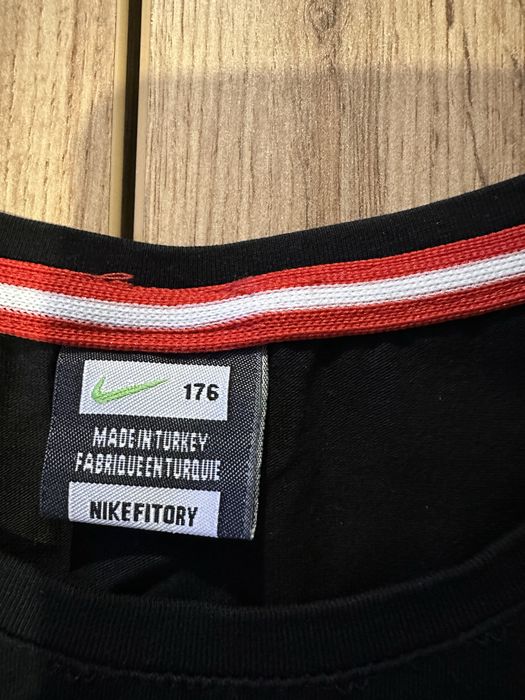 176
MADE IN TURKEY
FABRIQUE EN TURQUIE
NIKEFITORY